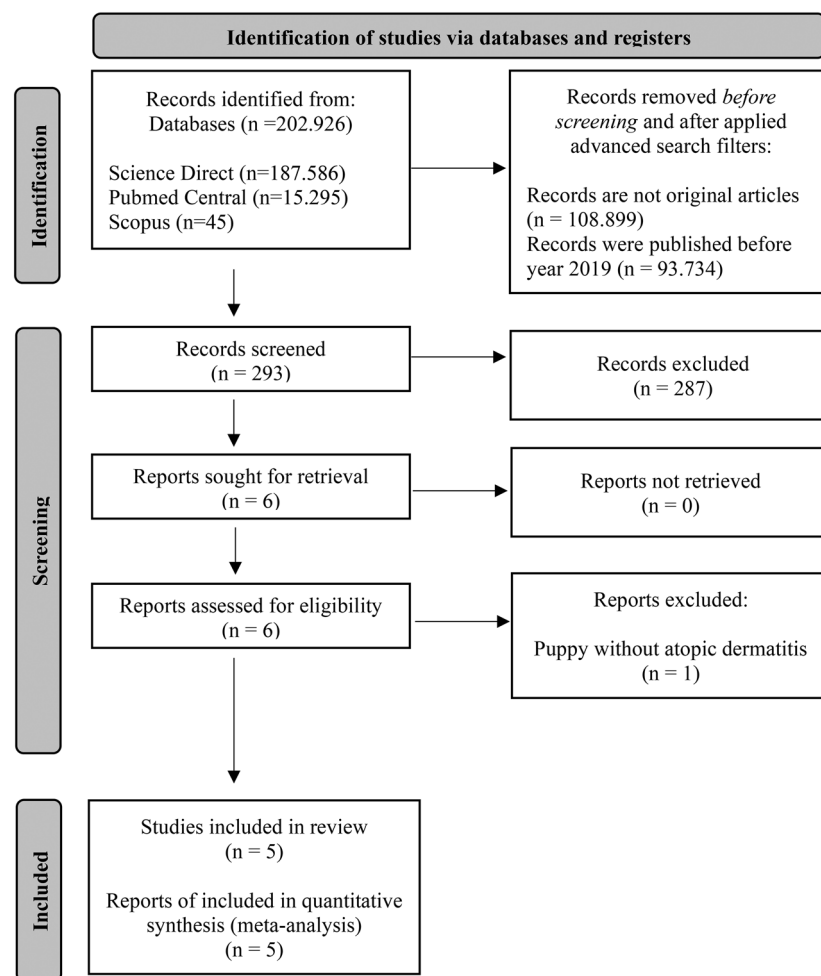 Identification of studies via databases and registers
Identification
Records identified from:
Databases (n =202.926)
Science Direct (n=187.586)
Pubmed Central (n=15.295)
Scopus (n=45)
Records removed before
screening and after applied
advanced search filters:
Records are not original articles
(n = 108.899)
Records were published before
year 2019 (n = 93.734)
Screening
Records screened
(n = 293)
Records excluded
(n = 287)
Reports sought for retrieval
(n = 6)
Reports not retrieved
(n = 0)
Reports assessed for eligibility
(n = 6)
Reports excluded:
Puppy without atopic dermatitis
(n = 1)
Included
Studies included in review
(n = 5)
Reports of included in quantitative
synthesis (meta-analysis)
(n = 5)